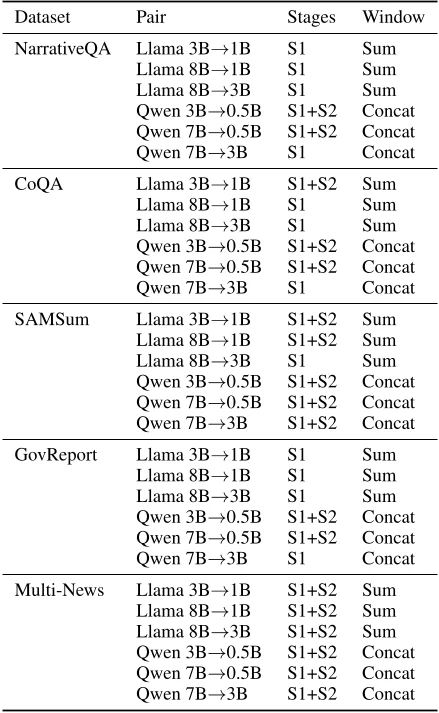 Dataset Pair Stages Window
NarrativeQA Llama 3B→1B S1 Sum
Llama 8B→1B S1 Sum
Llama 8B→3B S1 Sum
Qwen 3B→0.5B S1+S2 Concat
Qwen 7B→0.5B S1+S2 Concat
Qwen 7B→3B S1 Concat
CoQA Llama 3B→1B S1+S2 Sum
Llama 8B→1B S1 Sum
Llama 8B→3B S1 Sum
Qwen 3B→0.5B S1+S2 Concat
Qwen 7B→0.5B S1+S2 Concat
Qwen 7B→3B S1 Concat
SAMSum Llama 3B→1B S1+S2 Sum
Llama 8B→1B S1+S2 Sum
Llama 8B→3B S1 Sum
Qwen 3B→0.5B S1+S2 Concat
Qwen 7B→0.5B S1+S2 Concat
Qwen 7B→3B S1+S2 Concat
GovReport Llama 3B→1B S1 Sum
Llama 8B→1B S1 Sum
Llama 8B→3B S1 Sum
Qwen 3B→0.5B S1+S2 Concat
Qwen 7B→0.5B S1+S2 Concat
Qwen 7B→3B S1 Concat
Multi-News Llama 3B→1B S1+S2 Sum
Llama 8B→1B S1+S2 Sum
Llama 8B→3B S1+S2 Sum
Qwen 3B→0.5B S1+S2 Concat
Qwen 7B→0.5B S1+S2 Concat
Qwen 7B→3B S1+S2 Concat